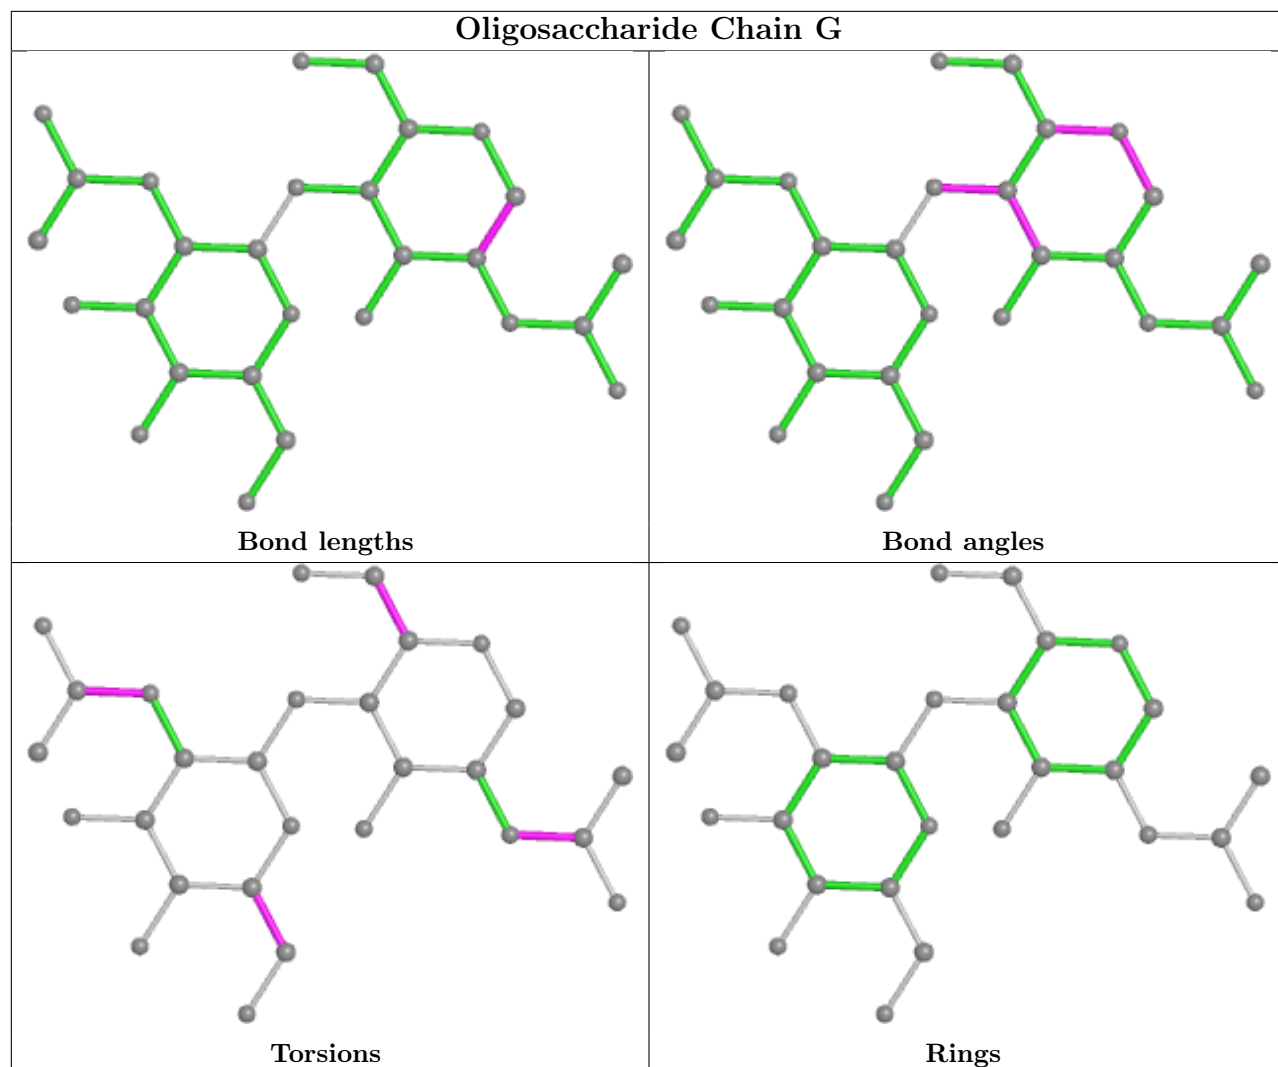 Oligosaccharide Chain G
Bond lengths
Bond angles
Torsions
Rings